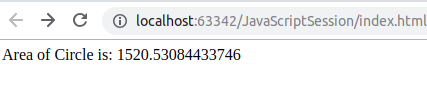 localhost:63342/JavaScriptSession/index.html
Area of Circle is: 1520.53084433746